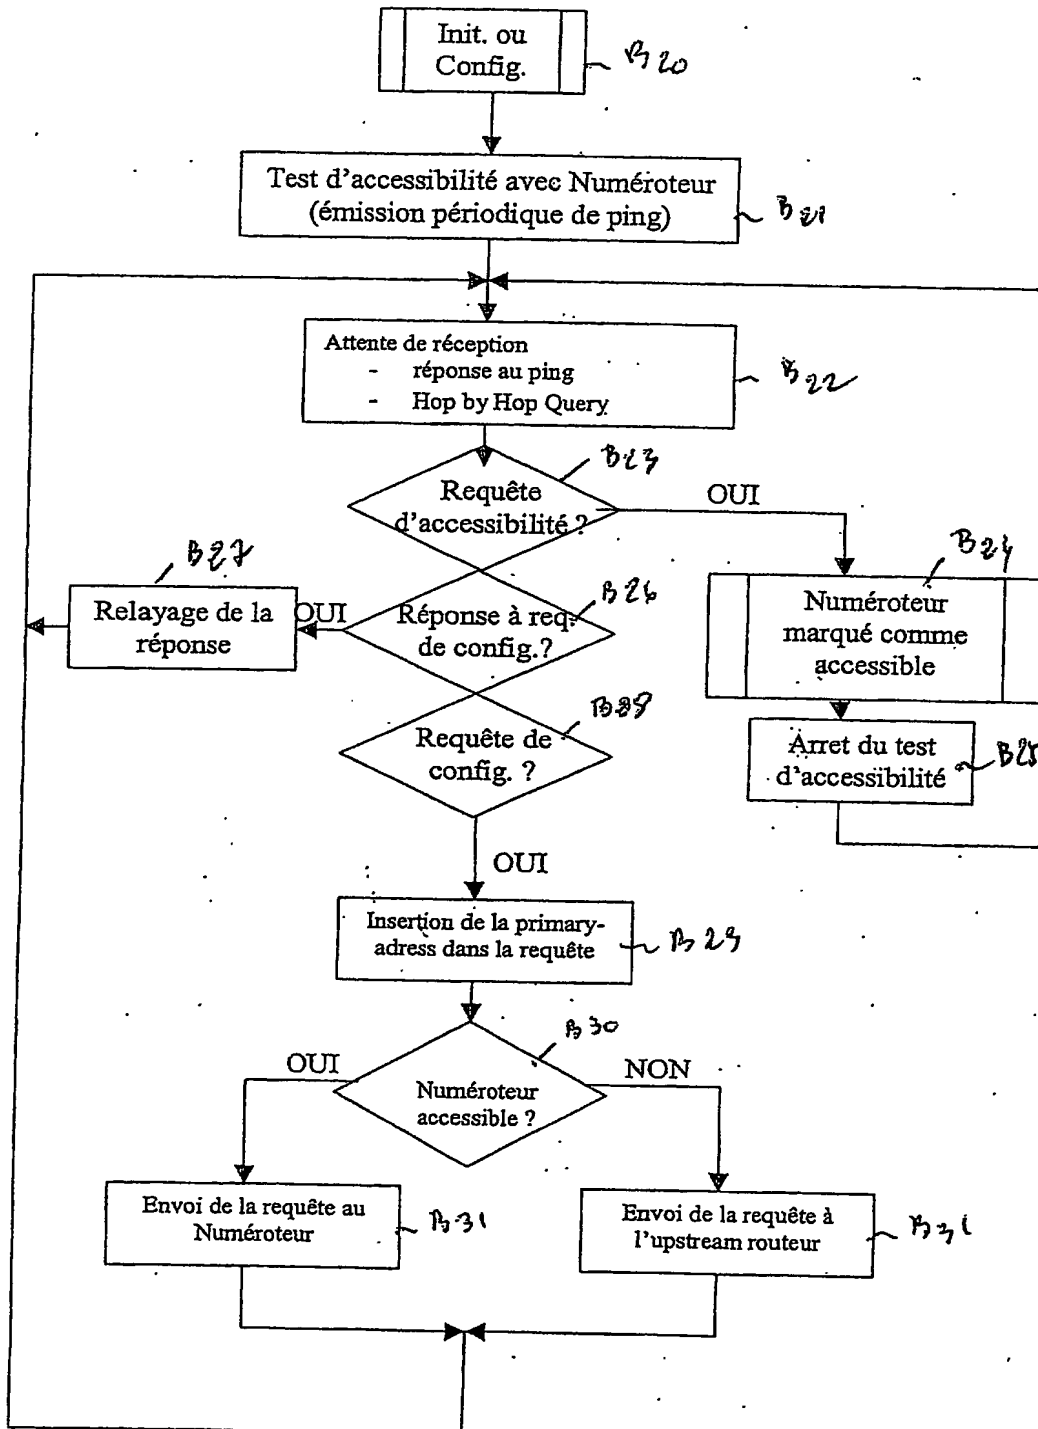 Init. ou
Config.
B20
Test d'accessibilité avec Numéroteur
(émission périodique de ping)
B21
Attente de réception
- réponse au ping
- Hop by Hop Query
B22
B23
Requête
d'accessibilité ?
OUI
B24
Numéroteur
marqué comme
accessible
B27
Relayage de la
réponse
OUI
B26
Réponse à req.
de config.?
Arret du test
d'accessibilité
B25
B28
Requête de
config. ?
OUI
Insertion de la primary-
adress dans la requête
B29
B30
OUI
NON
Numéroteur
accessible ?
Envoi de la requête au
Numéroteur
B31
Envoi de la requête à
l'upstream routeur
B31